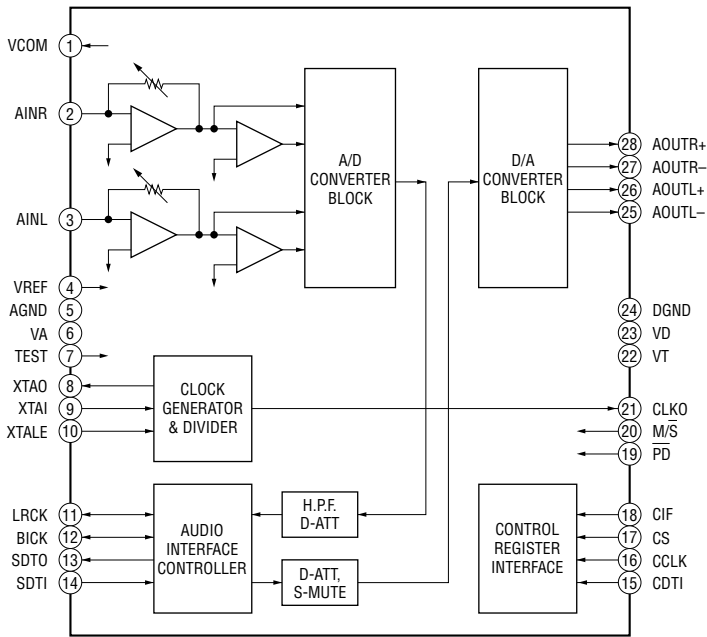 VCOM 1
AINR 2
AINL 3
VREF 4
AGND 5
VA 6
TEST 7
XTAO 8
XTAI 9
XTALE 10
LRCK 11
BICK 12
SDTO 13
SDTI 14
A/D
CONVERTER
BLOCK
D/A
CONVERTER
BLOCK
CLOCK
GENERATOR
& DIVIDER
AUDIO
INTERFACE
CONTROLLER
H.P.F.
D-ATT
D-ATT,
S-MUTE
CONTROL
REGISTER
INTERFACE
28 AOUTR+
27 AOUTR–
26 AOUTL+
25 AOUTL–
24 DGND
23 VD
22 VT
21 CLKO
20 M/S̅
19 P̅D̅
18 CIF
17 CS
16 CCLK
15 CDTI